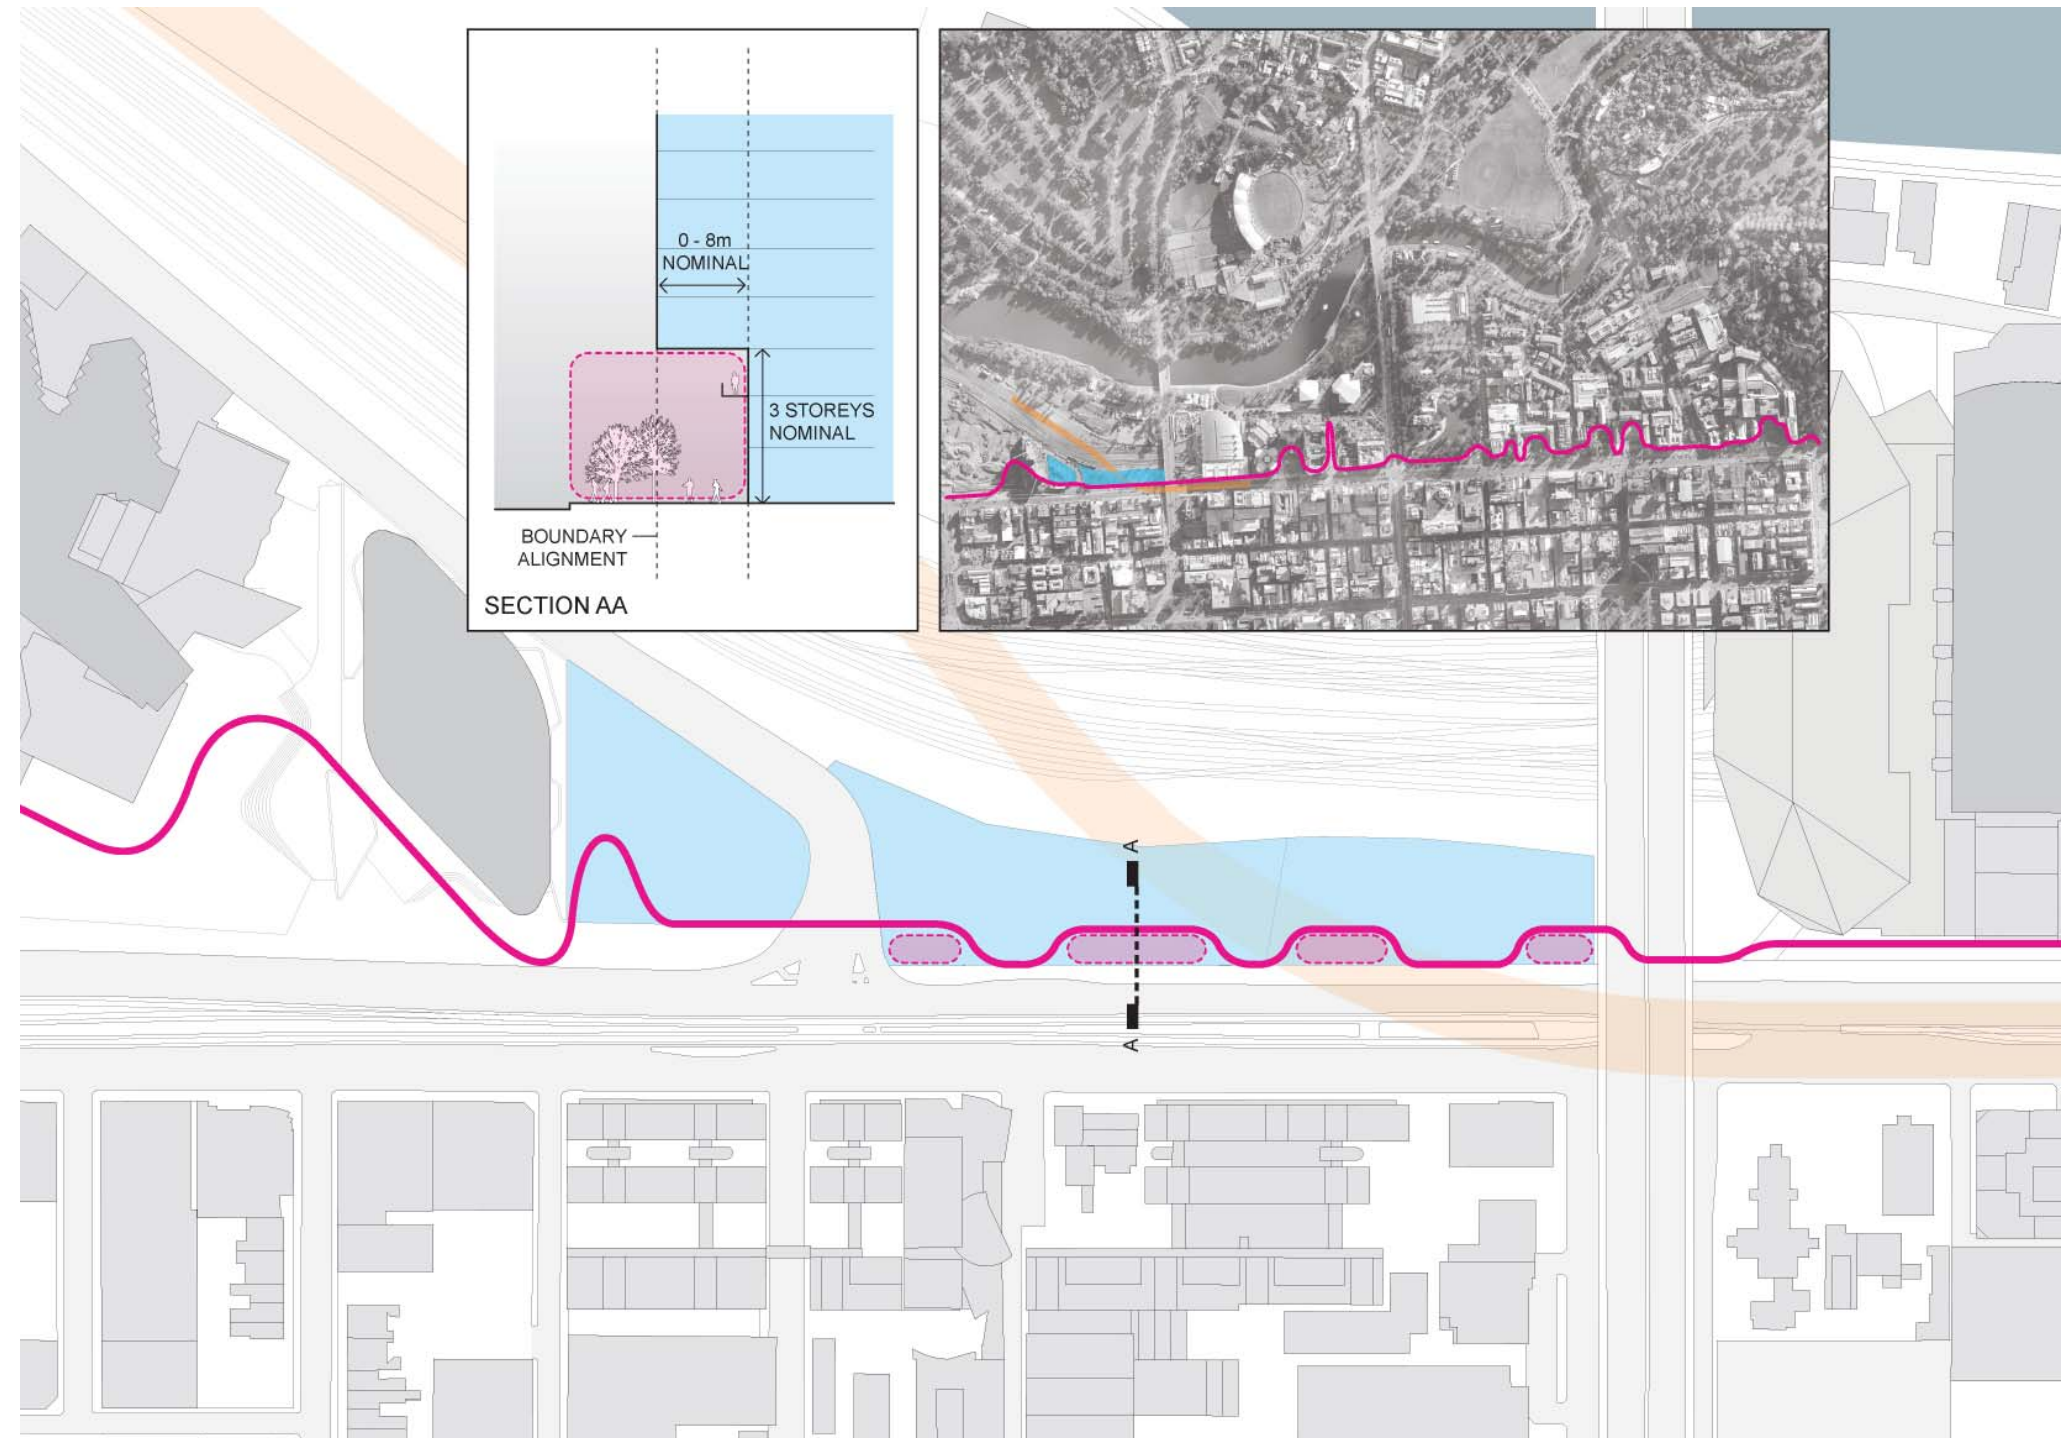 0 - 8m
NOMINAL
3 STOREYS
NOMINAL
BOUNDARY
ALIGNMENT
SECTION AA
A
A